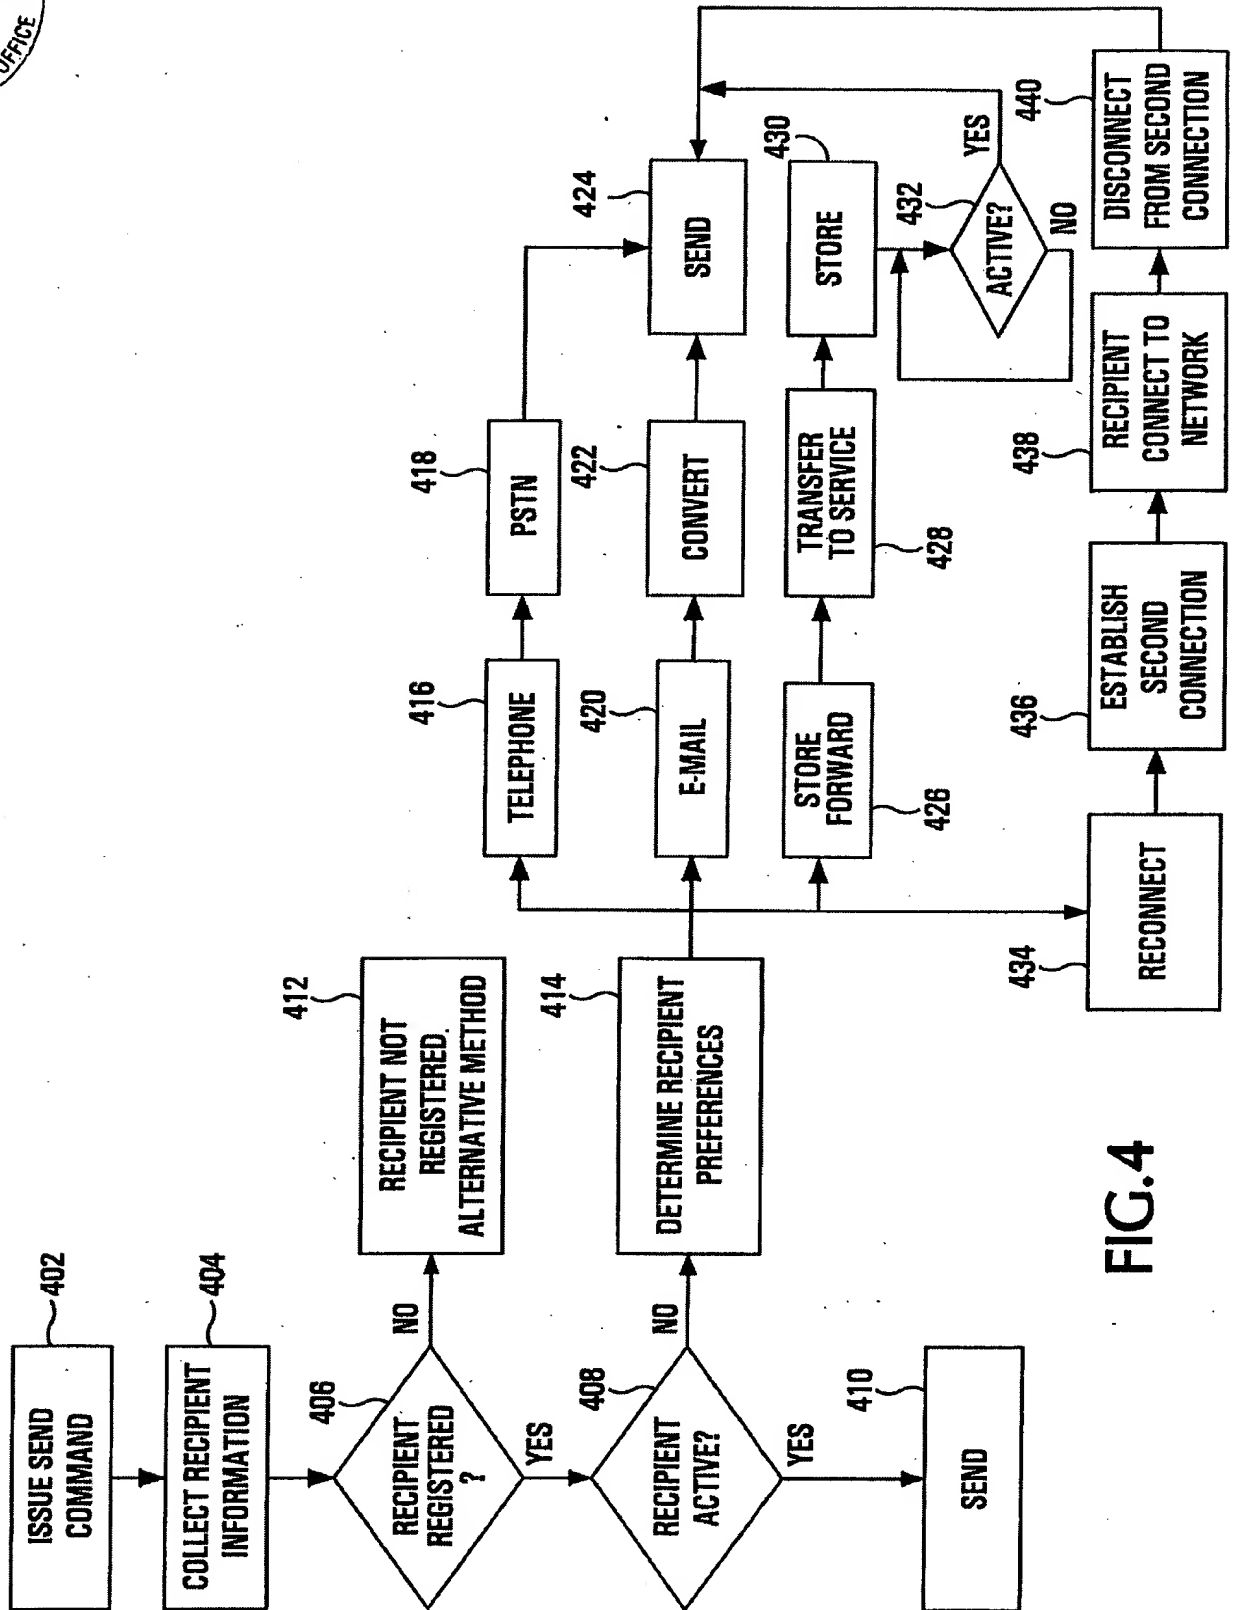 OFFICE
ISSUE SEND
COMMAND
402
COLLECT RECIPIENT
INFORMATION
404
RECIPIENT
REGISTERED
?
406
NO
YES
RECIPIENT NOT
REGISTERED.
ALTERNATIVE METHOD
412
RECIPIENT
ACTIVE?
408
NO
YES
SEND
410
DETERMINE RECIPIENT
PREFERENCES
414
TELEPHONE
416
PSTN
418
E-MAIL
420
CONVERT
422
SEND
424
STORE
FORWARD
426
TRANSFER
TO SERVICE
428
STORE
430
ACTIVE?
432
YES
NO
RECONNECT
434
ESTABLISH
SECOND
CONNECTION
436
RECIPIENT
CONNECT TO
NETWORK
438
DISCONNECT
FROM SECOND
CONNECTION
440
FIG.4